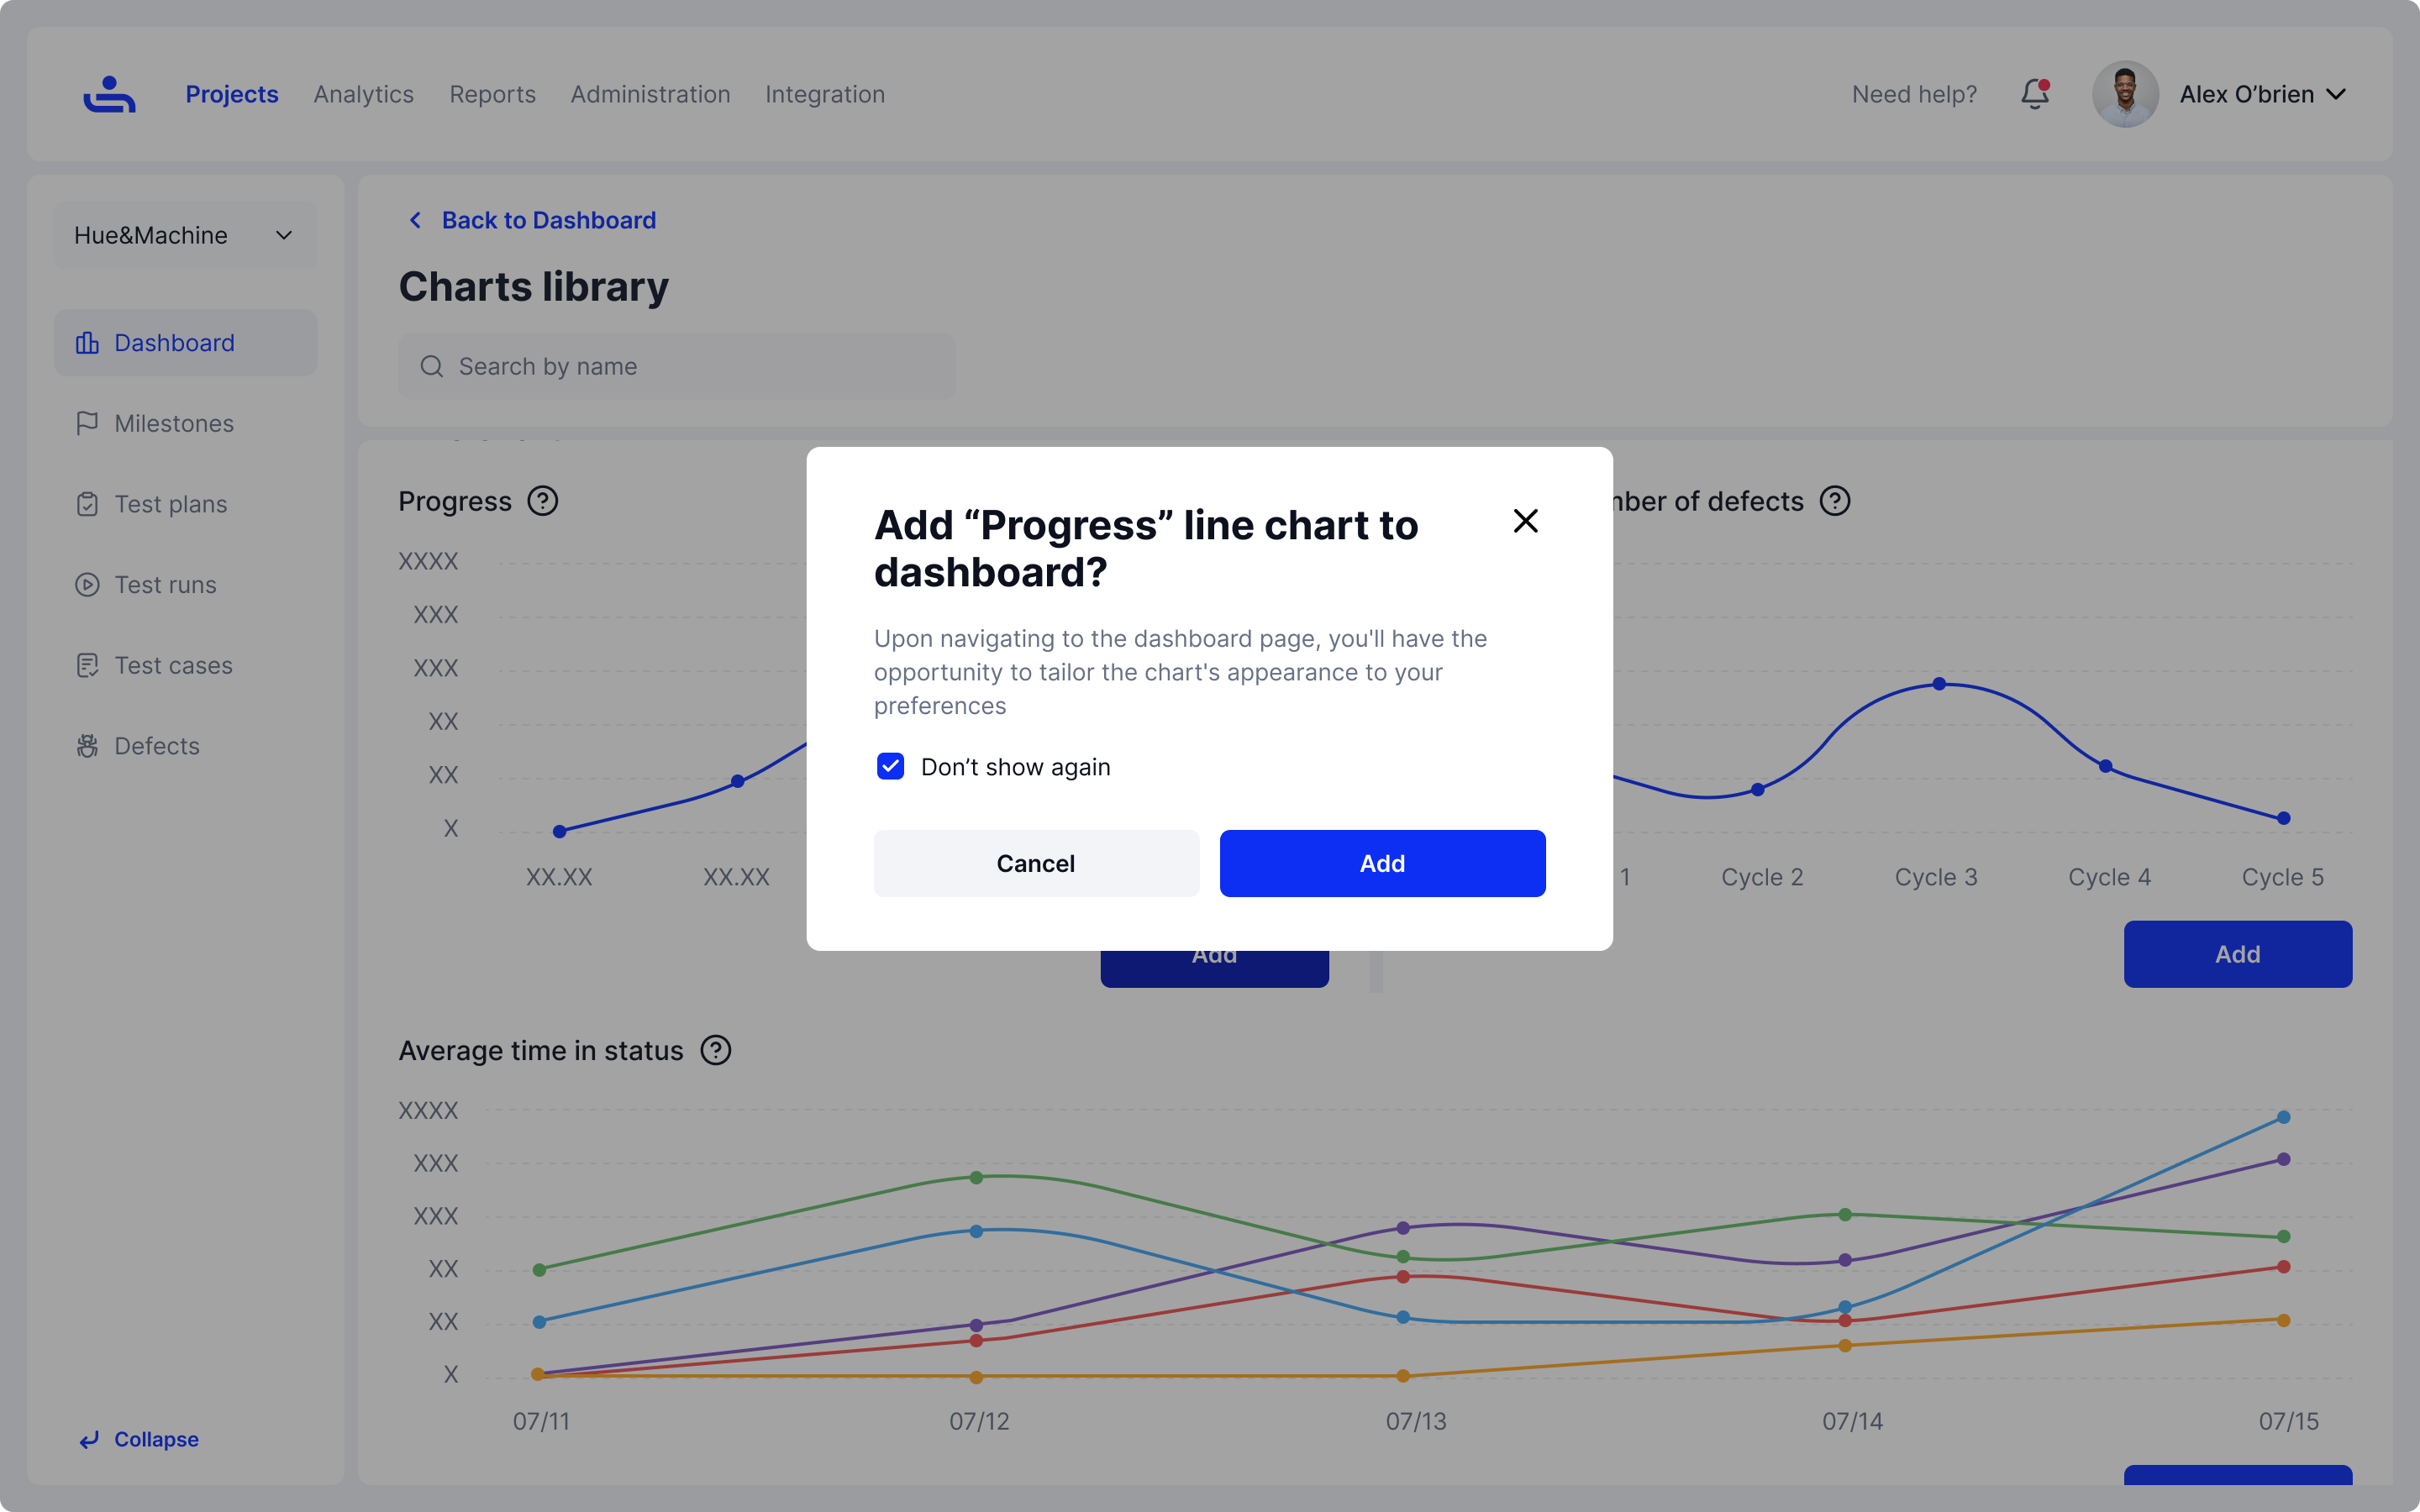 Projects
Analytics
Reports
Administration
Integration
Need help?
Alex O’brien
Hue&Machine
Dashboard
Milestones
Test plans
Test runs
Test cases
Defects
Collapse
Back to Dashboard
Charts library
Search by name
Progress
XXXX
XXX
XXX
XX
XX
X
XX.XX
XX.XX
Add
of defects
1
Cycle 2
Cycle 3
Cycle 4
Cycle 5
Add
Add “Progress” line chart to
dashboard?
Upon navigating to the dashboard page, you'll have the
opportunity to tailor the chart's appearance to your
preferences
Don’t show again
Cancel
Add
Average time in status
XXXX
XXX
XXX
XX
XX
X
07/11
07/12
07/13
07/14
07/15